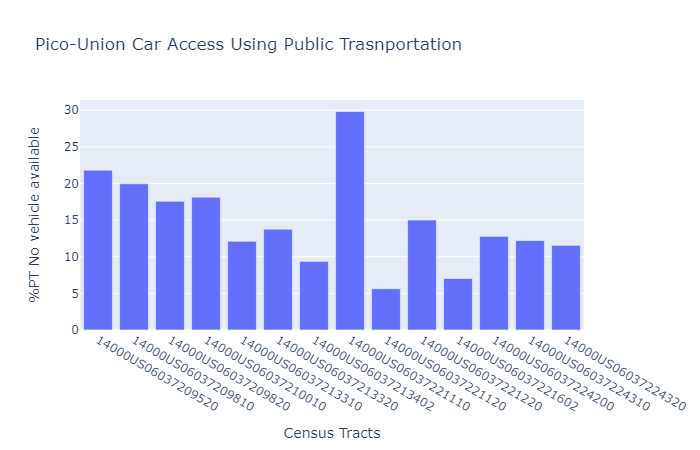 Pico-Union Car Access Using Public Trasnportation
%PT No vehicle available
30
25
20
15
10
5
0
14000US06037209520
14000US06037209810
14000US06037209820
14000US06037210010
14000US06037213310
14000US06037213320
14000US06037213402
14000US06037221110
14000US06037221120
14000US06037221220
14000US06037221602
14000US06037224200
14000US06037224310
14000US06037224320
Census Tracts